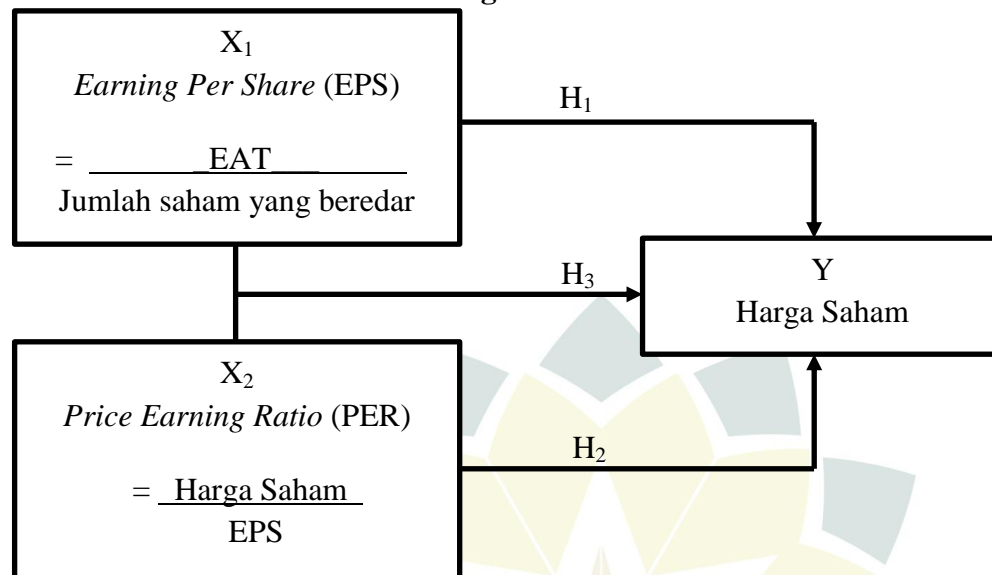 g
X₁
Earning Per Share (EPS)
= _EAT___
Jumlah saham yang beredar
H₁
H₃
Y
Harga Saham
X₂
Price Earning Ratio (PER)
= Harga Saham
EPS
H₂